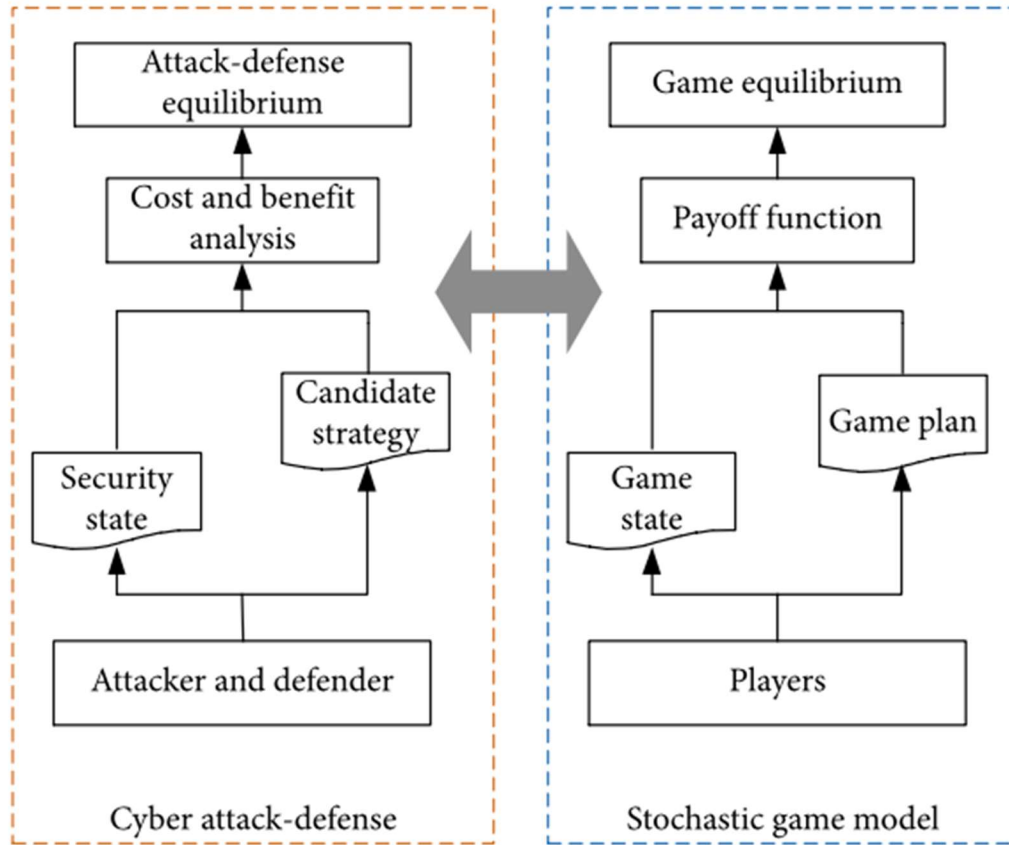 Attack-defense
equilibrium
Cost and benefit
analysis
Candidate
strategy
Security
state
Attacker and defender
Cyber attack-defense
Game equilibrium
Payoff function
Game plan
Game
state
Players
Stochastic game model